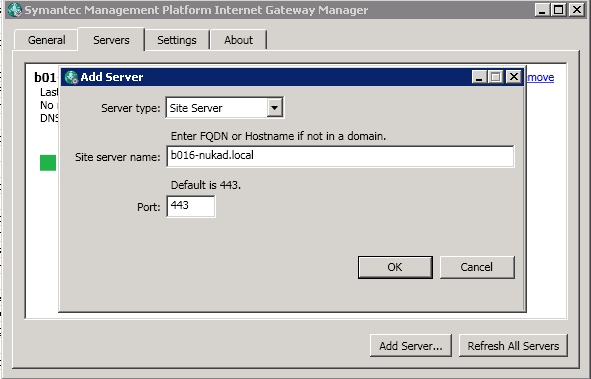 Symantec Management Platform Internet Gateway Manager
General Servers Settings About
b01
move
Last
No
DNS
Add Server
Server type: Site Server
Enter FQDN or Hostname if not in a domain.
Site server name: b016-nukad.local
Default is 443.
Port: 443
OK Cancel
Add Server... Refresh All Servers